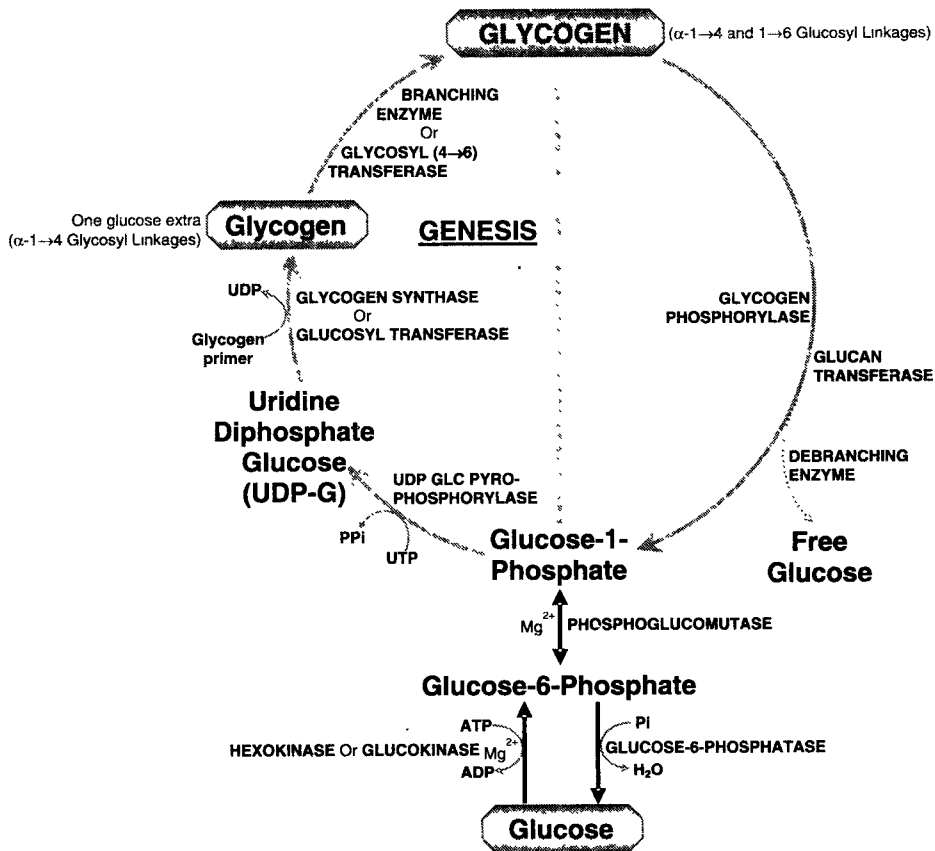 GLYCOGEN (α-1→4 and 1→6 Glucosyl Linkages)
BRANCHING
ENZYME
Or
GLYCOSYL (4→6)
TRANSFERASE
One glucose extra
(α-1→4 Glycosyl Linkages)
Glycogen
GENESIS
UDP
GLYCOGEN SYNTHASE
Or
GLUCOSYL TRANSFERASE
Glycogen
primer
GLYCOGEN
PHOSPHORYLASE
GLUCAN
TRANSFERASE
Uridine
Diphosphate
Glucose
(UDP-G)
DEBRANCHING
ENZYME
UDP GLC PYRO-
PHOSPHORYLASE
PPi
UTP
Glucose-1-
Phosphate
Free
Glucose
Mg²⁺ PHOSPHOGLUCOMUTASE
Glucose-6-Phosphate
ATP
HEXOKINASE Or GLUCOKINASE Mg²⁺
ADP
Pi
GLUCOSE-6-PHOSPHATASE
H₂O
Glucose